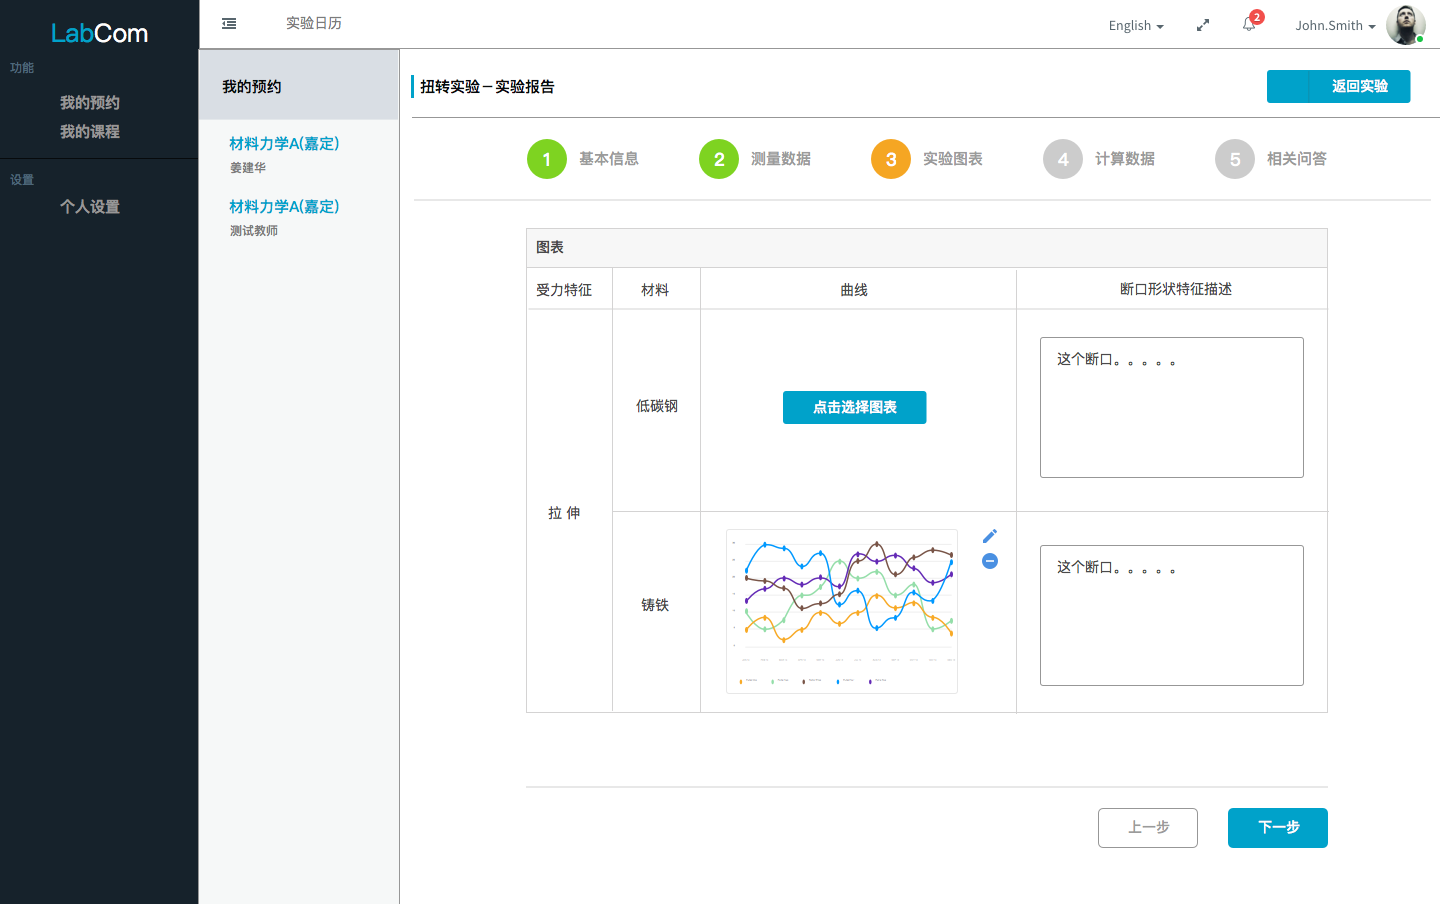 LabCom
功能
我的预约
我的课程
设置
个人设置
实验日历
English
2
John.Smith
我的预约
材料力学A(嘉定)
姜建华
材料力学A(嘉定)
测试教师
扭转实验－实验报告
返回实验
1 基本信息
2 测量数据
3 实验图表
4 计算数据
5 相关问答
图表
受力特征 材料 曲线 断口形状特征描述
拉 伸
低碳钢
点击选择图表
这个断口。。。。。
铸铁
这个断口。。。。。
上一步
下一步